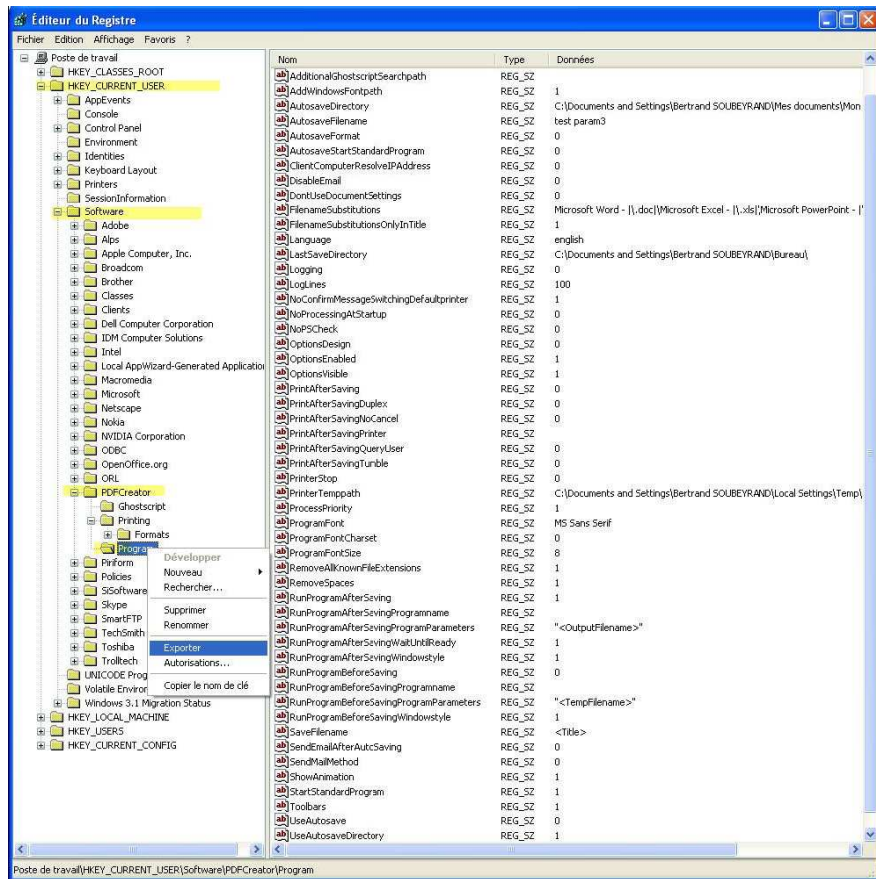 Éditeur du Registre
Fichier Edition Affichage Favoris ?
Poste de travail
HKEY_CLASSES_ROOT
HKEY_CURRENT_USER
AppEvents
Console
Control Panel
Environment
Identities
Keyboard Layout
Printers
SessionInformation
Software
Adobe
Alps
Apple Computer, Inc.
Broadcom
Brother
Classes
Clients
Dell Computer Corporation
IDM Computer Solutions
Intel
Local AppWizard-Generated Application
Macromedia
Microsoft
Netscape
Nokia
NVIDIA Corporation
ODBC
OpenOffice.org
ORL
PDFCreator
Ghostscript
Printing
Formats
Program
Piriform
Policies
SiSoftware
Skype
SmartFTP
TechSmith
Toshiba
Trolltech
UNICODE Prog
Volatile Environ
Windows 3.1 Migration Status
HKEY_LOCAL_MACHINE
HKEY_USERS
HKEY_CURRENT_CONFIG
Développer
Nouveau
Rechercher...
Supprimer
Renommer
Exporter
Autorisations...
Copier le nom de clé
Nom Type Données
AdditionalGhostscriptSearchpath REG_SZ
AddWindowsFontpath REG_SZ 1
AutosaveDirectory REG_SZ C:\Documents and Settings\Bertrand SOUBEYRAND\Mes documents\Mon
AutosaveFilename REG_SZ test param3
AutosaveFormat REG_SZ 0
AutosaveStartStandardProgram REG_SZ 0
ClientComputerResolveIPAddress REG_SZ 0
DisableEmail REG_SZ 0
DontUseDocumentSettings REG_SZ 0
FilenameSubstitutions REG_SZ Microsoft Word - |\.doc|\Microsoft Excel - |\.xls|\Microsoft PowerPoint - |\
FilenameSubstitutionsOnlyInTitle REG_SZ 1
Language REG_SZ english
LastSaveDirectory REG_SZ C:\Documents and Settings\Bertrand SOUBEYRAND\Bureau\
Logging REG_SZ 0
LogLines REG_SZ 100
NoConfirmMessageSwitchingDefaultprinter REG_SZ 1
NoProcessingAtStartup REG_SZ 0
NoPSCheck REG_SZ 0
OptionsDesign REG_SZ 0
OptionsEnabled REG_SZ 1
OptionsVisible REG_SZ 1
PrintAfterSaving REG_SZ 0
PrintAfterSavingDuplex REG_SZ 0
PrintAfterSavingNoCancel REG_SZ 0
PrintAfterSavingPrinter REG_SZ
PrintAfterSavingQueryUser REG_SZ 0
PrintAfterSavingTumble REG_SZ 0
PrinterStop REG_SZ 0
PrinterTemppath REG_SZ C:\Documents and Settings\Bertrand SOUBEYRAND\Local Settings\Temp\
ProcessPriority REG_SZ 1
ProgramFont REG_SZ MS Sans Serif
ProgramFontCharset REG_SZ 0
ProgramFontSize REG_SZ 8
RemoveAllKnownFileExtensions REG_SZ 1
RemoveSpaces REG_SZ 1
RunProgramAfterSaving REG_SZ 1
RunProgramAfterSavingProgramname REG_SZ
RunProgramAfterSavingProgramParameters REG_SZ "<OutputFilename>"
RunProgramAfterSavingWaitUntilReady REG_SZ 1
RunProgramAfterSavingWindowstyle REG_SZ 1
RunProgramBeforeSaving REG_SZ 0
RunProgramBeforeSavingProgramname REG_SZ
RunProgramBeforeSavingProgramParameters REG_SZ "<TempFilename>"
RunProgramBeforeSavingWindowstyle REG_SZ 1
SaveFilename REG_SZ <Title>
SendEmailAfterAutoSaving REG_SZ 0
SendMailMethod REG_SZ 0
ShowAnimation REG_SZ 1
StartStandardProgram REG_SZ 1
Toolbars REG_SZ 1
UseAutosave REG_SZ 0
UseAutosaveDirectory REG_SZ 1
Poste de travail\HKEY_CURRENT_USER\Software\PDFCreator\Program